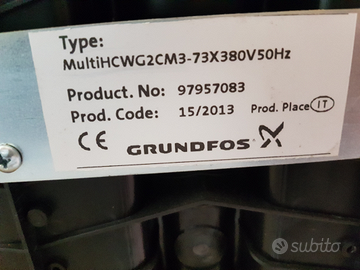 Type:
MultiHCWG2CM3-73X380V50Hz
Product. No: 97957083
Prod. Code: 15/2013 Prod. Place IT
CE GRUNDFOS X
subito